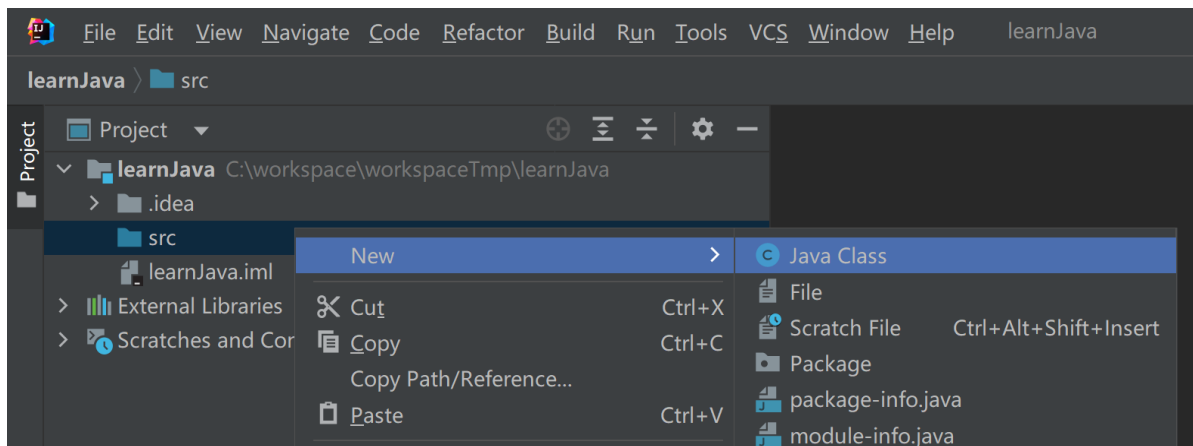 File Edit View Navigate Code Refactor Build Run Tools VCS Window Help learnJava
learnJava src
Project
Project
learnJava C:\workspace\workspaceTmp\learnJava
.idea
src
learnJava.iml
External Libraries
Scratches and Cor
New
Cut Ctrl+X
Copy Ctrl+C
Copy Path/Reference...
Paste Ctrl+V
Java Class
File
Scratch File Ctrl+Alt+Shift+Insert
Package
package-info.java
module-info.java